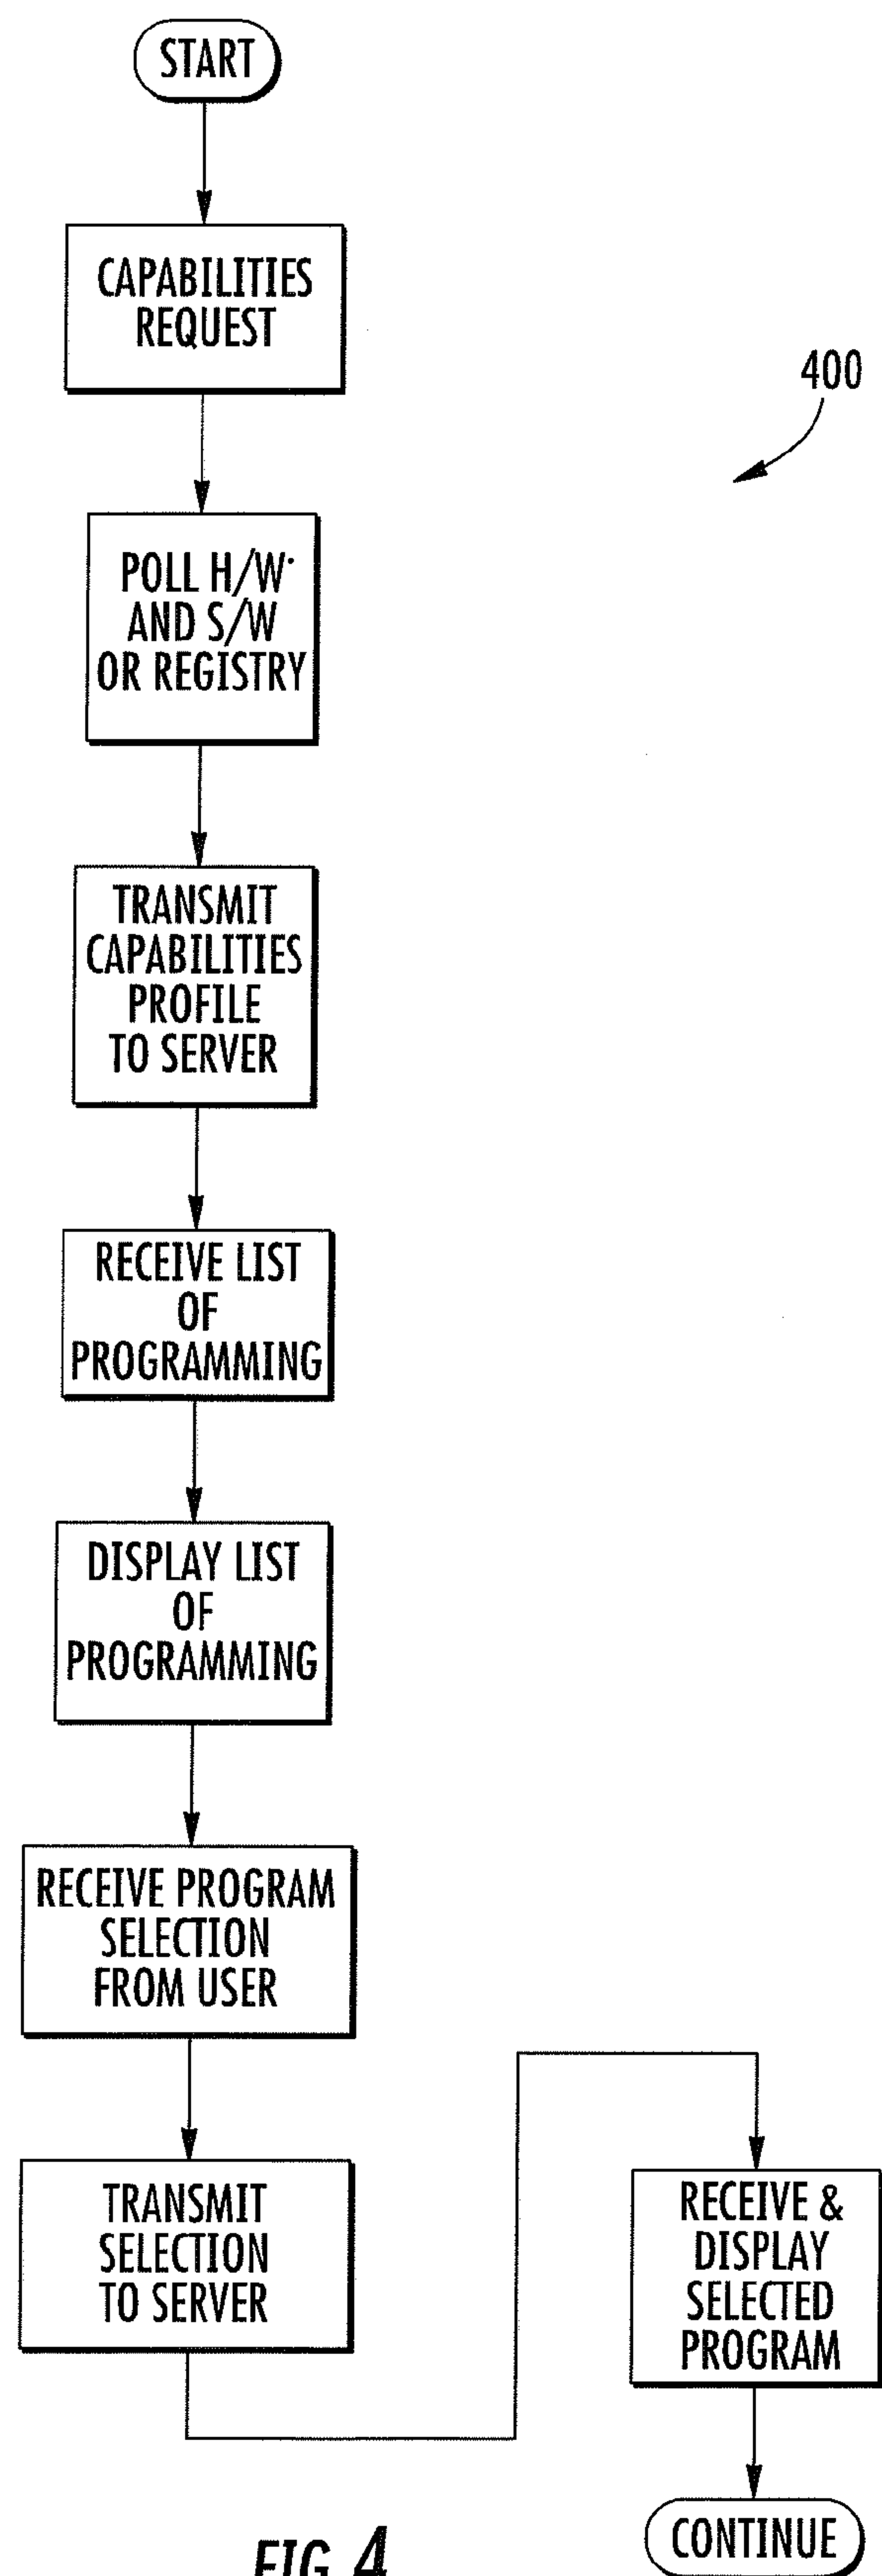 START
CAPABILITIES
REQUEST
400
POLL H/W
AND S/W
OR REGISTRY
TRANSMIT
CAPABILITIES
PROFILE
TO SERVER
RECEIVE LIST
OF
PROGRAMMING
DISPLAY LIST
OF
PROGRAMMING
RECEIVE PROGRAM
SELECTION
FROM USER
TRANSMIT
SELECTION
TO SERVER
RECEIVE &
DISPLAY
SELECTED
PROGRAM
CONTINUE
FIG. 4